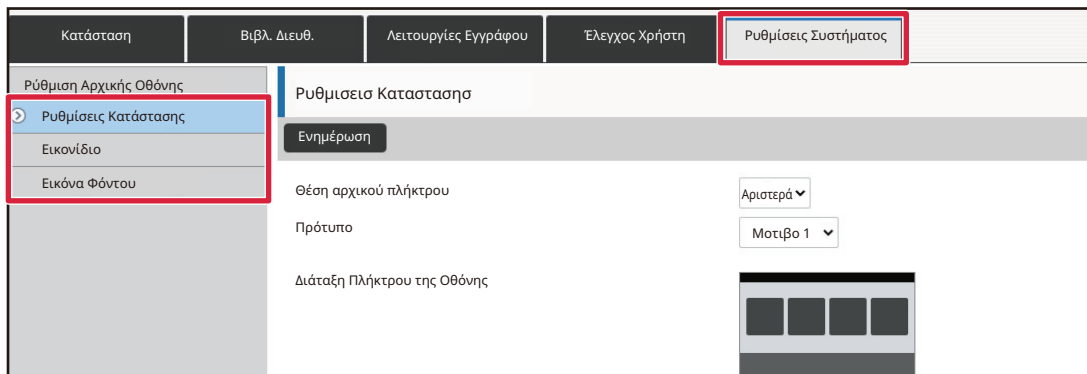 Κατάσταση
Βιβλ. Διευθ.
Λειτουργίες Εγγράφου
Έλεγχος Χρήστη
Ρυθμίσεις Συστήματος
Ρύθμιση Αρχικής Οθόνης
Ρυθμίσεις Κατάστασης
Εικονίδιο
Εικόνα Φόντου
Ρυθμισεισ Καταστασησ
Ενημέρωση
Θέση αρχικού πλήκτρου
Αριστερά
Πρότυπο
Μοτιβο 1
Διάταξη Πλήκτρου της Οθόνης